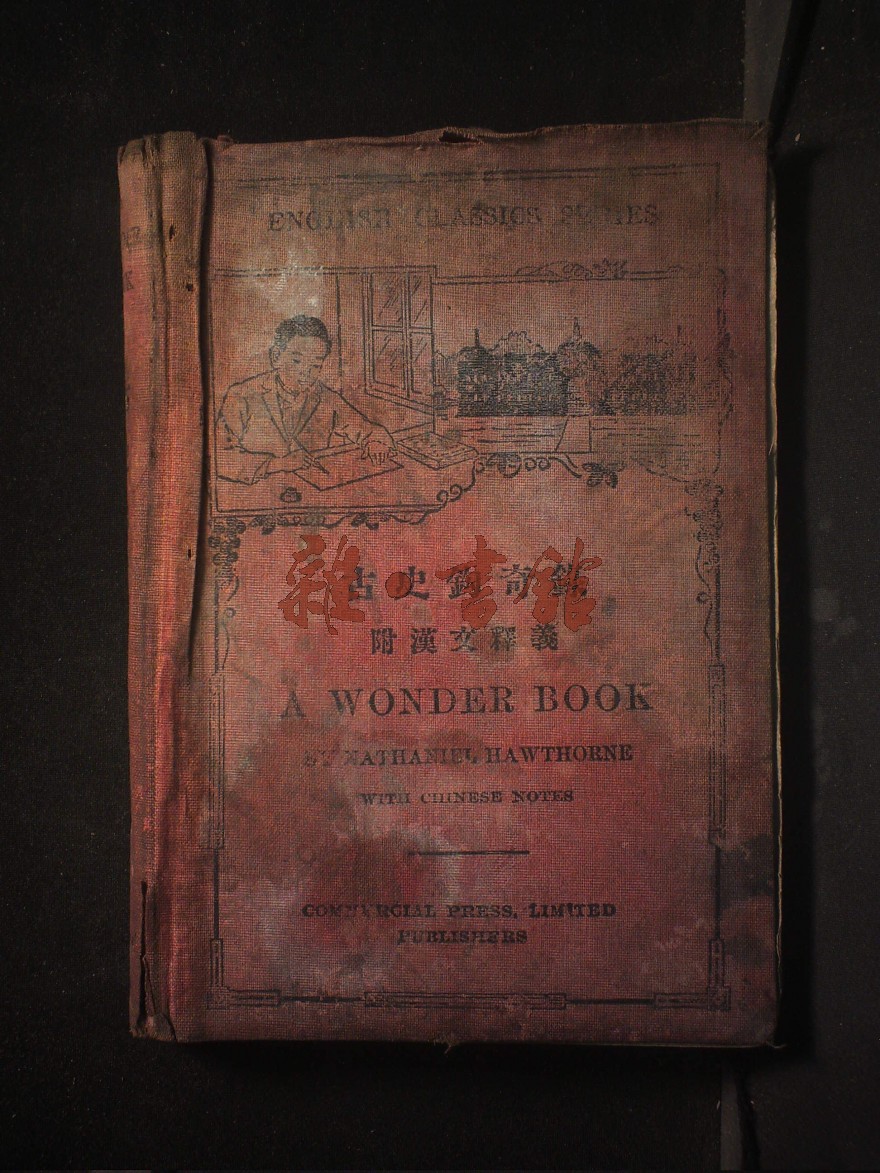 ENGLISH CLASSICS SERIES
古史鉤奇錄
雜·書館
附漢文釋義
A WONDER BOOK
BY NATHANIEL HAWTHORNE
WITH CHINESE NOTES
COMMERCIAL PRESS, LIMITED
PUBLISHERS